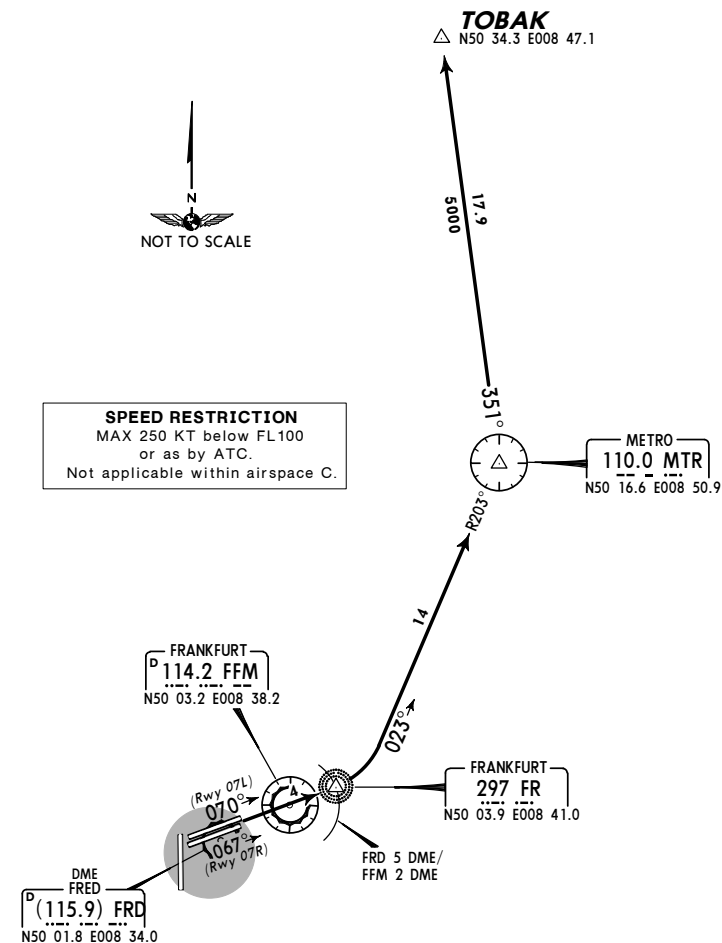 TOBAK
N50 34.3 E008 47.1
N
NOT TO SCALE
17.9
5000
SPEED RESTRICTION
MAX 250 KT below FL100
or as by ATC.
Not applicable within airspace C.
351°
METRO
110.0 MTR
N50 16.6 E008 50.9
R203°
14
FRANKFURT
D 114.2 FFM
N50 03.2 E008 38.2
023°
FRANKFURT
297 FR
N50 03.9 E008 41.0
(Rwy 07L)
070°
4
067°
(Rwy 07R)
FRD 5 DME/
FFM 2 DME
DME
FRED
D (115.9) FRD
N50 01.8 E008 34.0